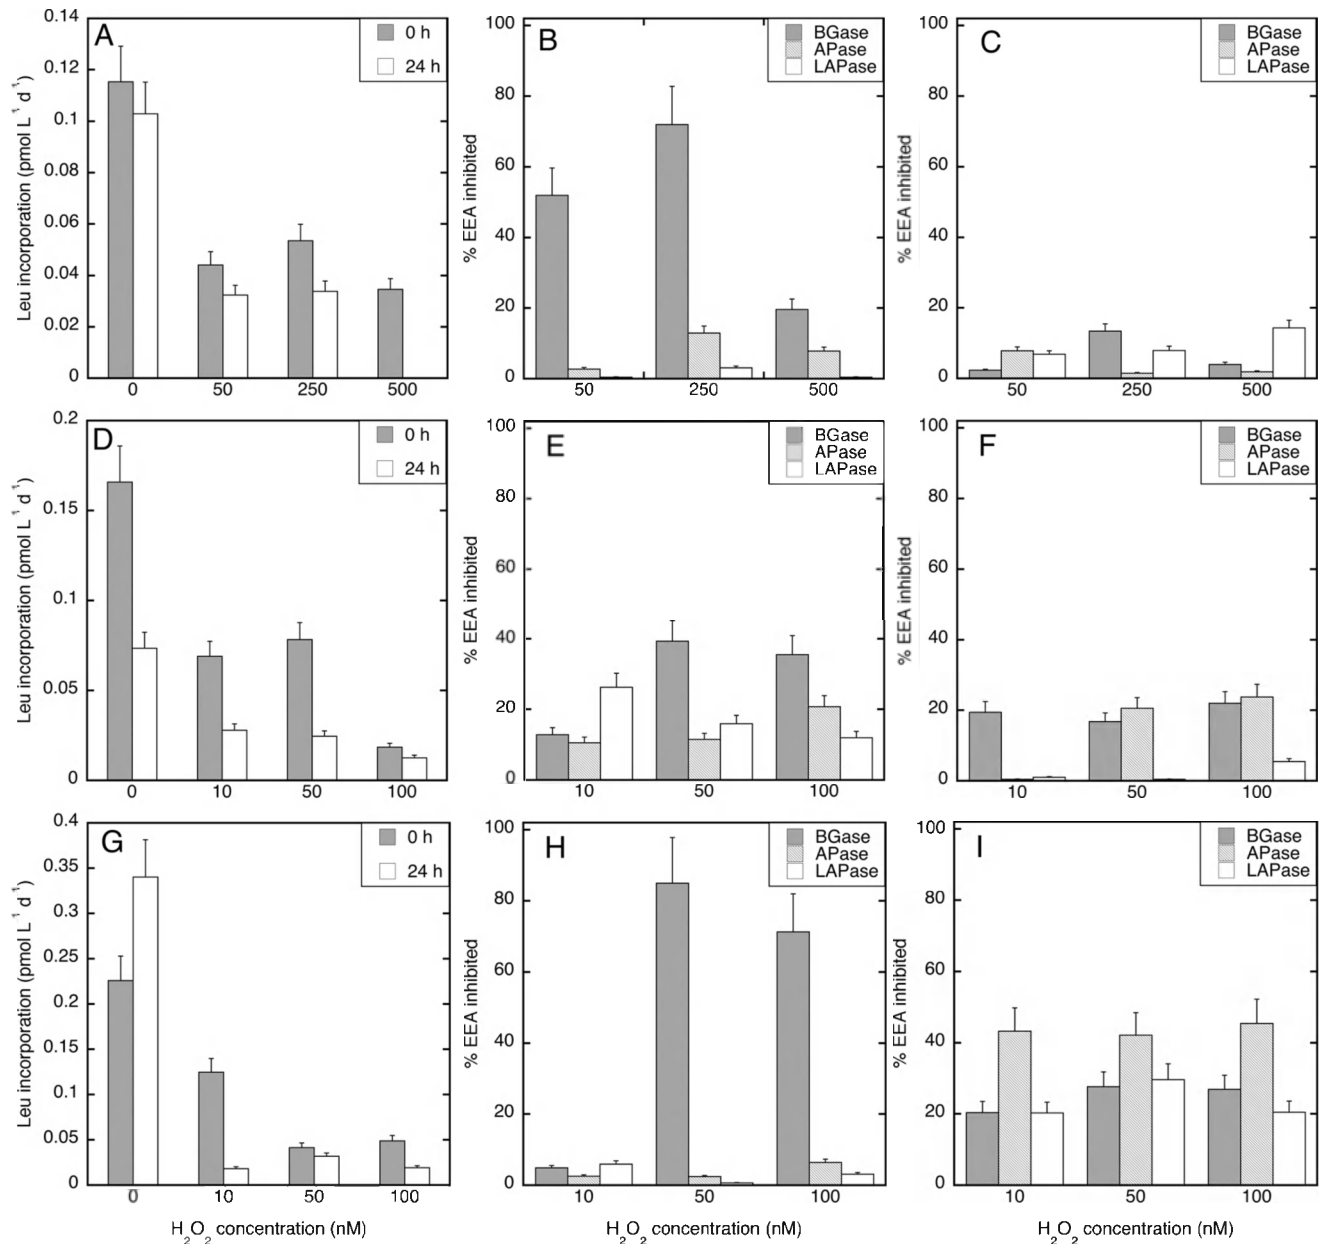 A
0 h
24 h
0.14
0.12
0.1
0.08
0.06
0.04
0.02
0
Leu incorporation (pmol L⁻¹ d⁻¹)
0 50 250 500
B
BGase
APase
LAPase
100
80
60
40
20
0
% EEA inhibited
50 250 500
C
BGase
APase
LAPase
100
80
60
40
20
0
% EEA inhibited
50 250 500
D
0 h
24 h
0.2
0.15
0.1
0.05
0
Leu incorporation (pmol L⁻¹ d⁻¹)
0 10 50 100
E
BGase
APase
LAPase
100
80
60
40
20
0
% EEA inhibited
10 50 100
F
BGase
APase
LAPase
100
80
60
40
20
0
% EEA inhibited
10 50 100
G
0 h
24 h
0.4
0.35
0.3
0.25
0.2
0.15
0.1
0.05
0
Leu incorporation (pmol L⁻¹ d⁻¹)
0 10 50 100
H₂O₂ concentration (nM)
H
BGase
APase
LAPase
100
80
60
40
20
0
% EEA inhibited
10 50 100
H₂O₂ concentration (nM)
I
BGase
APase
LAPase
100
80
60
40
20
0
% EEA inhibited
10 50 100
H₂O₂ concentration (nM)